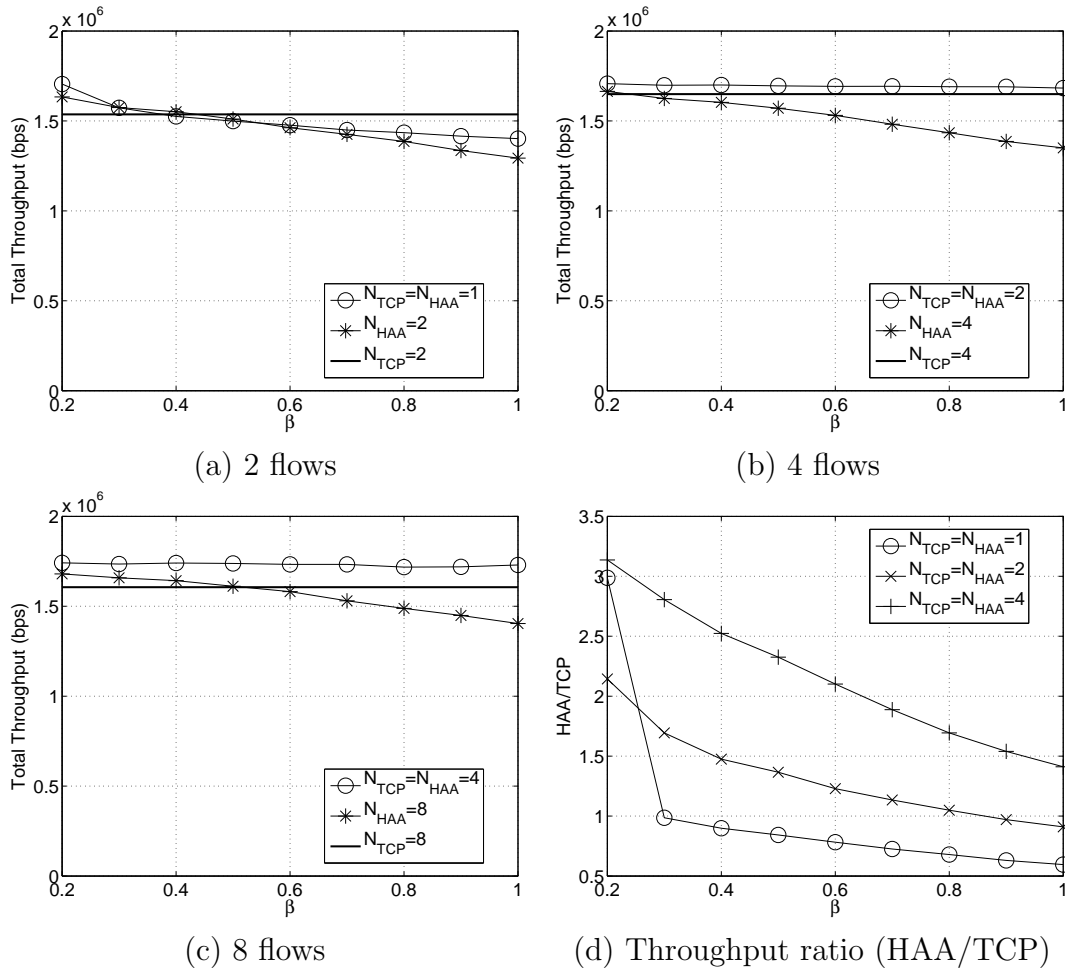 x 10^6
2
1.5
1
0.5
0
0.2
0.4
0.6
0.8
1
Total Throughput (bps)
β
N_TCP=N_HAA=1
N_HAA=2
N_TCP=2
(a) 2 flows
x 10^6
2
1.5
1
0.5
0
0.2
0.4
0.6
0.8
1
Total Throughput (bps)
β
N_TCP=N_HAA=2
N_HAA=4
N_TCP=4
(b) 4 flows
x 10^6
2
1.5
1
0.5
0
0.2
0.4
0.6
0.8
1
Total Throughput (bps)
β
N_TCP=N_HAA=4
N_HAA=8
N_TCP=8
(c) 8 flows
3.5
3
2.5
2
1.5
1
0.5
0.2
0.4
0.6
0.8
1
HAA/TCP
β
N_TCP=N_HAA=1
N_TCP=N_HAA=2
N_TCP=N_HAA=4
(d) Throughput ratio (HAA/TCP)